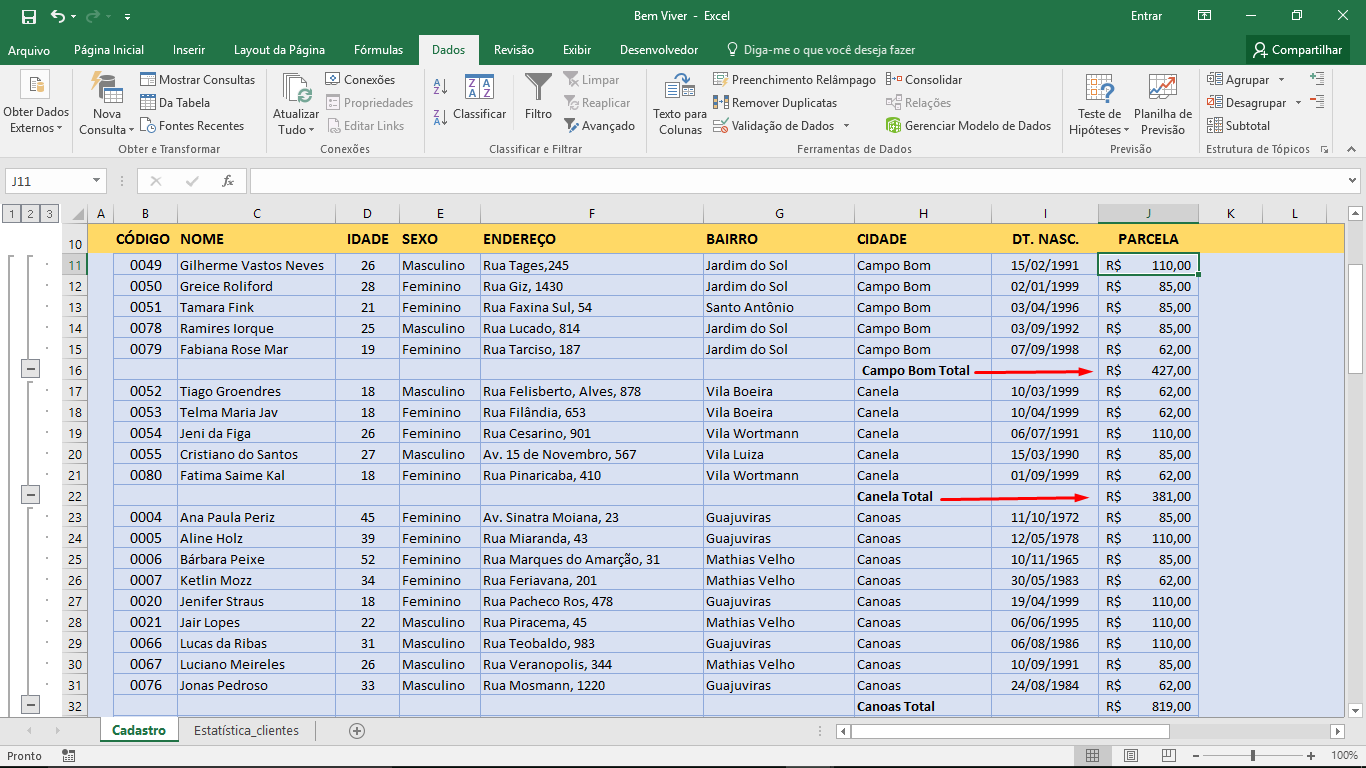 Bem Viver - Excel
Entrar
Arquivo Página Inicial Inserir Layout da Página Fórmulas Dados Revisão Exibir Desenvolvedor Diga-me o que você deseja fazer Compartilhar
Obter Dados Externos
Nova Consulta
Mostrar Consultas
Da Tabela
Fontes Recentes
Obter e Transformar
Atualizar Tudo
Conexões
Propriedades
Editar Links
Conexões
Classificar
Filtro
Limpar
Reaplicar
Avançado
Classificar e Filtrar
Texto para Colunas
Preenchimento Relâmpago
Remover Duplicatas
Validação de Dados
Consolidar
Relações
Gerenciar Modelo de Dados
Ferramentas de Dados
Teste de Hipóteses
Planilha de Previsão
Previsão
Agrupar
Desagrupar
Subtotal
Estrutura de Tópicos
J11 fx
1 2 3 A B C D E F G H I J K L
10 CÓDIGO NOME IDADE SEXO ENDEREÇO BAIRRO CIDADE DT. NASC. PARCELA
11 0049 Gilherme Vastos Neves 26 Masculino Rua Tages,245 Jardim do Sol Campo Bom 15/02/1991 R$ 110,00
12 0050 Greice Roliford 28 Feminino Rua Giz, 1430 Jardim do Sol Campo Bom 02/01/1999 R$ 85,00
13 0051 Tamara Fink 21 Feminino Rua Faxina Sul, 54 Santo Antônio Campo Bom 03/04/1996 R$ 85,00
14 0078 Ramires Iorque 25 Masculino Rua Lucado, 814 Jardim do Sol Campo Bom 03/09/1992 R$ 85,00
15 0079 Fabiana Rose Mar 19 Feminino Rua Tarciso, 187 Jardim do Sol Campo Bom 07/09/1998 R$ 62,00
16 Campo Bom Total R$ 427,00
17 0052 Tiago Groendres 18 Masculino Rua Felisberto, Alves, 878 Vila Boeira Canela 10/03/1999 R$ 62,00
18 0053 Telma Maria Jav 18 Feminino Rua Filândia, 653 Vila Boeira Canela 10/04/1999 R$ 62,00
19 0054 Jeni da Figa 26 Feminino Rua Cesarino, 901 Vila Wortmann Canela 06/07/1991 R$ 110,00
20 0055 Cristiano do Santos 27 Masculino Av. 15 de Novembro, 567 Vila Luiza Canela 15/03/1990 R$ 85,00
21 0080 Fatima Saime Kal 18 Feminino Rua Pinaricaba, 410 Vila Wortmann Canela 01/09/1999 R$ 62,00
22 Canela Total R$ 381,00
23 0004 Ana Paula Periz 45 Feminino Av. Sinatra Moiana, 23 Guajuviras Canoas 11/10/1972 R$ 85,00
24 0005 Aline Holz 39 Feminino Rua Miaranda, 43 Guajuviras Canoas 12/05/1978 R$ 110,00
25 0006 Bárbara Peixe 52 Feminino Rua Marques do Amarção, 31 Mathias Velho Canoas 10/11/1965 R$ 85,00
26 0007 Ketlin Mozz 34 Feminino Rua Feriavana, 201 Mathias Velho Canoas 30/05/1983 R$ 62,00
27 0020 Jenifer Straus 18 Feminino Rua Pacheco Ros, 478 Guajuviras Canoas 19/04/1999 R$ 110,00
28 0021 Jair Lopes 22 Masculino Rua Piracema, 45 Mathias Velho Canoas 06/06/1995 R$ 110,00
29 0066 Lucas da Ribas 31 Masculino Rua Teobaldo, 983 Guajuviras Canoas 06/08/1986 R$ 110,00
30 0067 Luciano Meireles 26 Masculino Rua Veranopolis, 344 Mathias Velho Canoas 10/09/1991 R$ 85,00
31 0076 Jonas Pedroso 33 Masculino Rua Mosmann, 1220 Guajuviras Canoas 24/08/1984 R$ 62,00
32 Canoas Total R$ 819,00
Cadastro Estatística_clientes
Pronto 100%